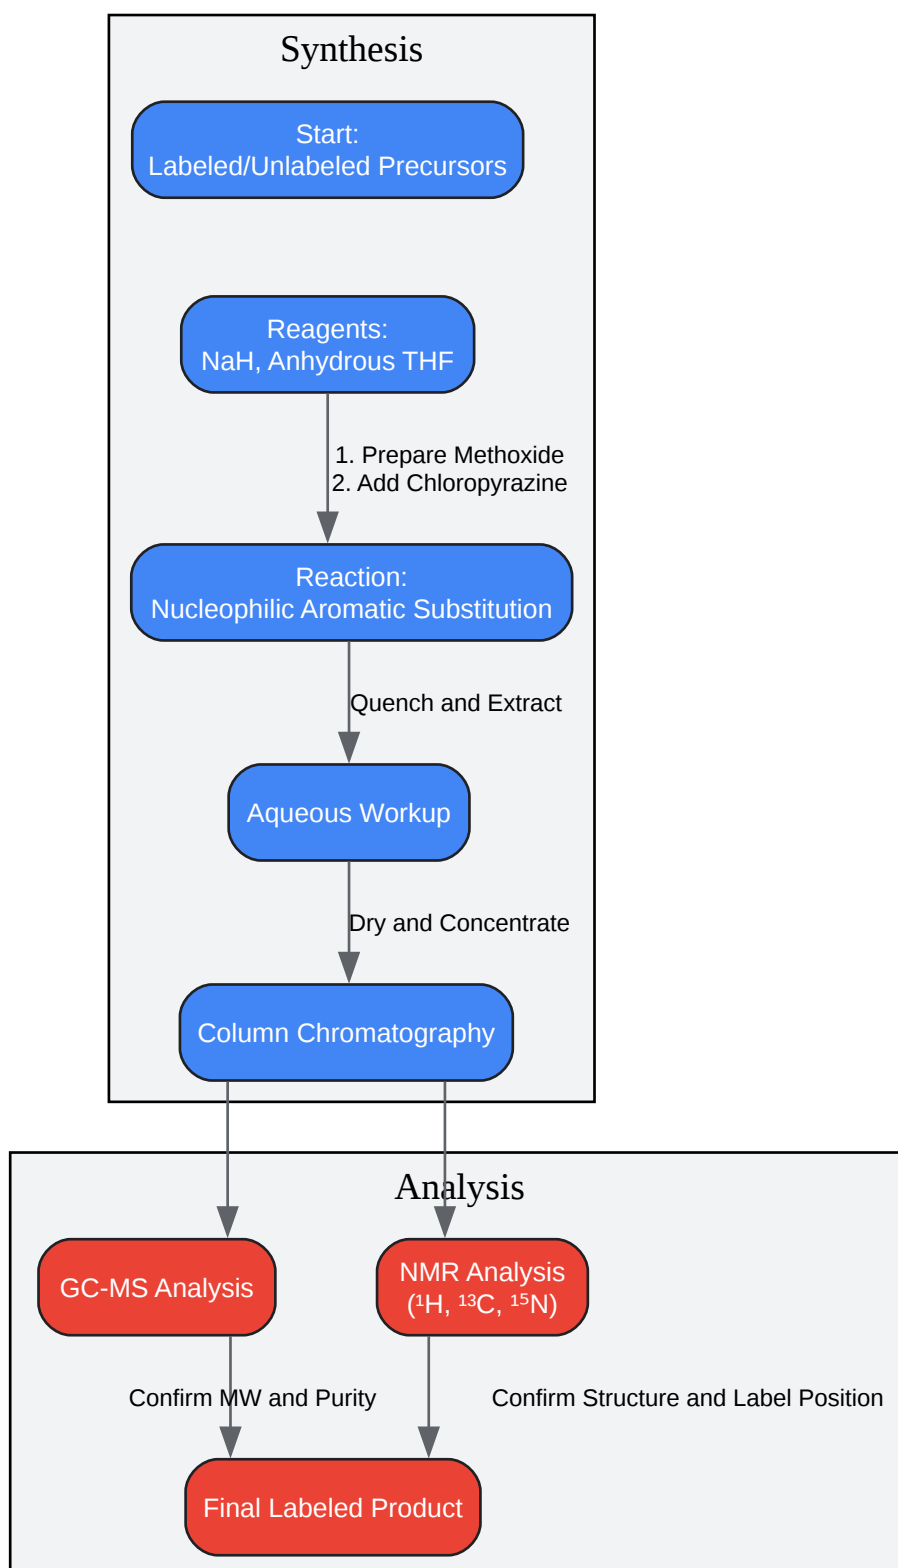 Synthesis
Start:
Labeled/Unlabeled Precursors
Reagents:
NaH, Anhydrous THF
1. Prepare Methoxide
2. Add Chloropyrazine
Reaction:
Nucleophilic Aromatic Substitution
Quench and Extract
Aqueous Workup
Dry and Concentrate
Column Chromatography
Analysis
GC-MS Analysis
NMR Analysis
(¹H, ¹³C, ¹⁵N)
Confirm MW and Purity
Confirm Structure and Label Position
Final Labeled Product